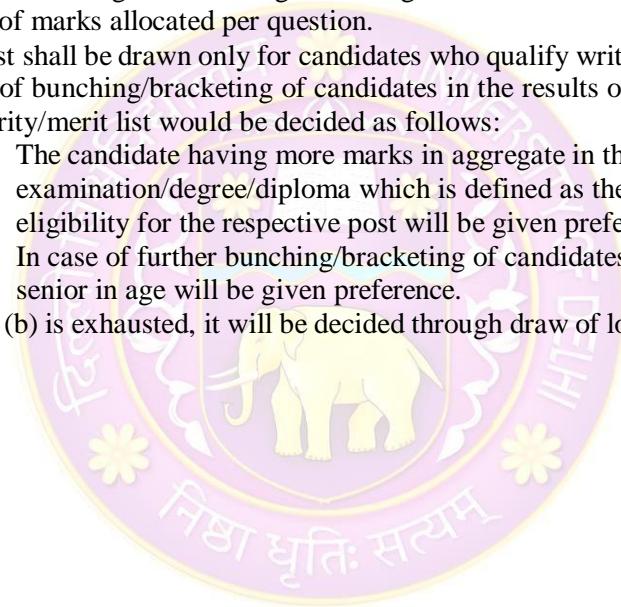 of marks allocated per question.
st shall be drawn only for candidates who qualify writ
of bunching/bracketing of candidates in the results o
rity/merit list would be decided as follows:
The candidate having more marks in aggregate in th
examination/degree/diploma which is defined as the
eligibility for the respective post will be given prefe
In case of further bunching/bracketing of candidates
senior in age will be given preference.
(b) is exhausted, it will be decided through draw of lo
UNIVERSITY OF DELHI
निष्ठा धृतिः सत्यम्